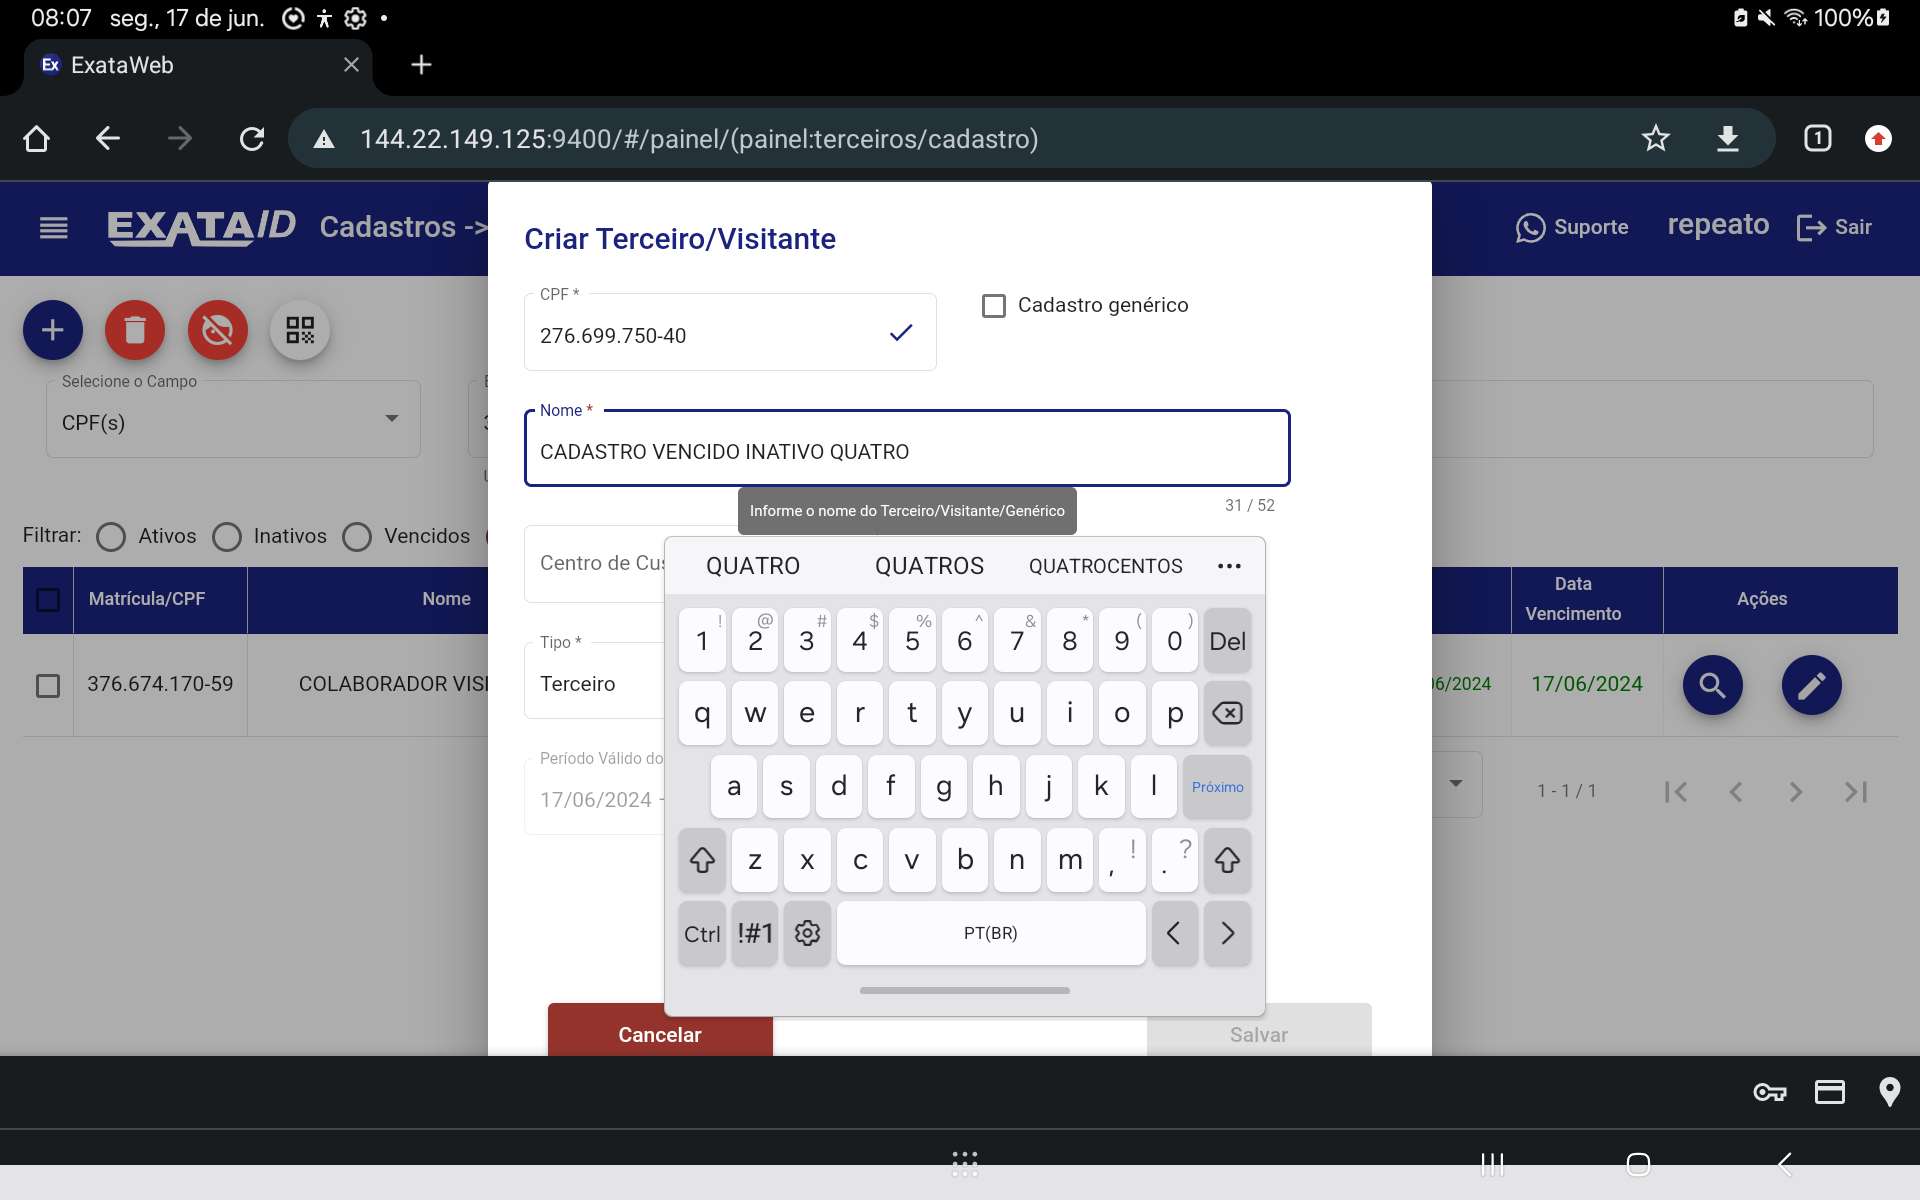 08:07 seg., 17 de jun.
100%
Ex ExataWeb
144.22.149.125:9400/#/painel/(painel:terceiros/cadastro)
1
EXATAID Cadastros ->
Suporte repeato Sair
Criar Terceiro/Visitante
CPF *
276.699.750-40
Cadastro genérico
Selecione o Campo
CPF(s)
Nome *
CADASTRO VENCIDO INATIVO QUATRO
31 / 52
Informe o nome do Terceiro/Visitante/Genérico
Filtrar: Ativos Inativos Vencidos
Centro de Cus
QUATRO QUATROS QUATROCENTOS
Matrícula/CPF Nome Data Vencimento Ações
Tipo *
Terceiro
376.674.170-59 COLABORADOR VISI 06/2024 17/06/2024
Período Válido do
17/06/2024 -
1 - 1 / 1
! @ # $ % ^ & * ( )
1 2 3 4 5 6 7 8 9 0 Del
q w e r t y u i o p
a s d f g h j k l Próximo
z x c v b n m , ! . ?
Ctrl !#1 PT(BR)
Cancelar Salvar